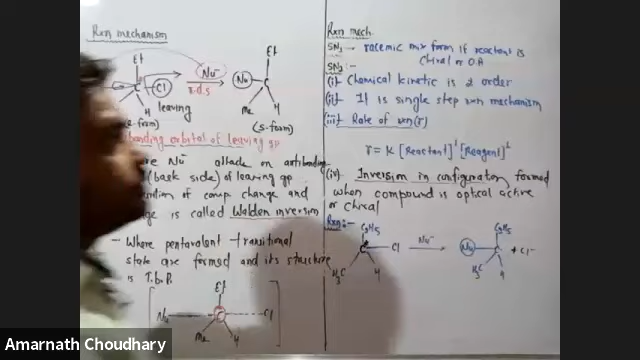 Rxn mechanism
Et
Cl
Nu⁻
r.d.s
H
leaving
Et
Nu
C
Me
H
(S-form)
antibonding orbital of leaving gp
Nu⁻ attack on antibonding
(back side) of leaving gp
of comp change and
is called Walden inversion
- Where pentavalent transitional
state are formed and its structure
is T.b.P.
Et
Nu
C
Cl
Me
H
Rxn mech.
SN1 → racemic mix form if reactant is
chiral or O.A
SN2 :-
(i) Chemical kinetic is 2 order
(ii) It is single step rxn mechanism
(iii) Rate of rxn (r)
r = K [Reactant]¹ [Reagent]¹
(iv) Inversion in configuration formed
when compound is optical active
or chiral
Rxn :-
C₂H₅
Cl
H₃C
H
Nu⁻
C₂H₅
Nu
+ Cl⁻
H₃C
H
Amarnath Choudhary